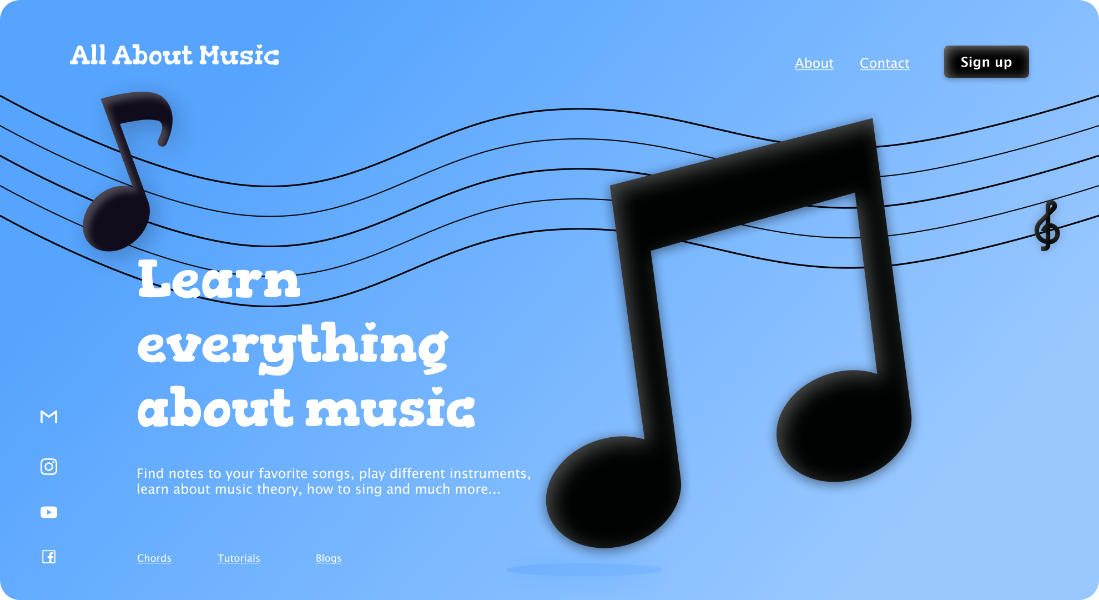 All About Music
About
Contact
Sign up
Learn
everything
about music
Find notes to your favorite songs, play different instruments,
learn about music theory, how to sing and much more...
Chords
Tutorials
Blogs